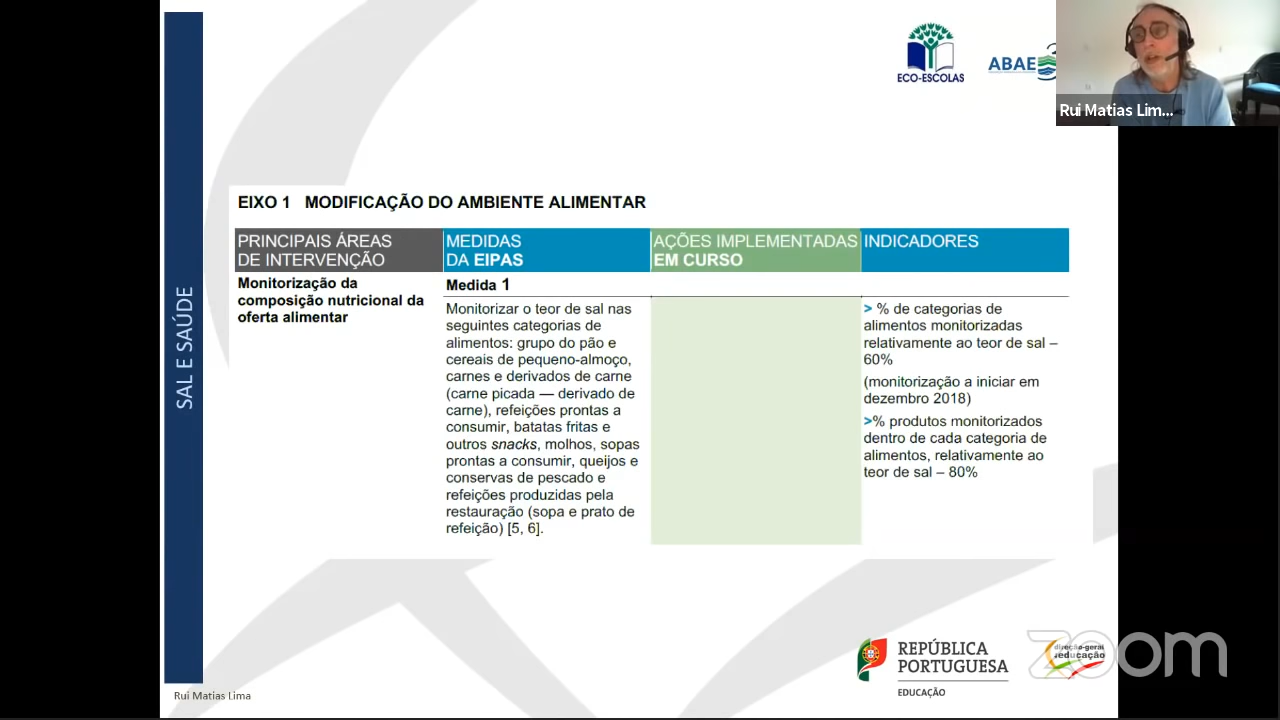 ECO-ESCOLAS
ABAE
Rui Matias Lim...
SAL E SAÚDE
EIXO 1 MODIFICAÇÃO DO AMBIENTE ALIMENTAR
PRINCIPAIS ÁREAS
DE INTERVENÇÃO
MEDIDAS
DA EIPAS
AÇÕES IMPLEMENTADAS
EM CURSO
INDICADORES
Monitorização da
composição nutricional da
oferta alimentar
Medida 1
Monitorizar o teor de sal nas
seguintes categorias de
alimentos: grupo do pão e
cereais de pequeno-almoço,
carnes e derivados de carne
(carne picada — derivado de
carne), refeições prontas a
consumir, batatas fritas e
outros snacks, molhos, sopas
prontas a consumir, queijos e
conservas de pescado e
refeições produzidas pela
restauração (sopa e prato de
refeição) [5, 6].
> % de categorias de
alimentos monitorizadas
relativamente ao teor de sal –
60%
(monitorização a iniciar em
dezembro 2018)
>% produtos monitorizados
dentro de cada categoria de
alimentos, relativamente ao
teor de sal – 80%
REPÚBLICA
PORTUGUESA
EDUCAÇÃO
direção-geral
educação
zoom
Rui Matias Lima